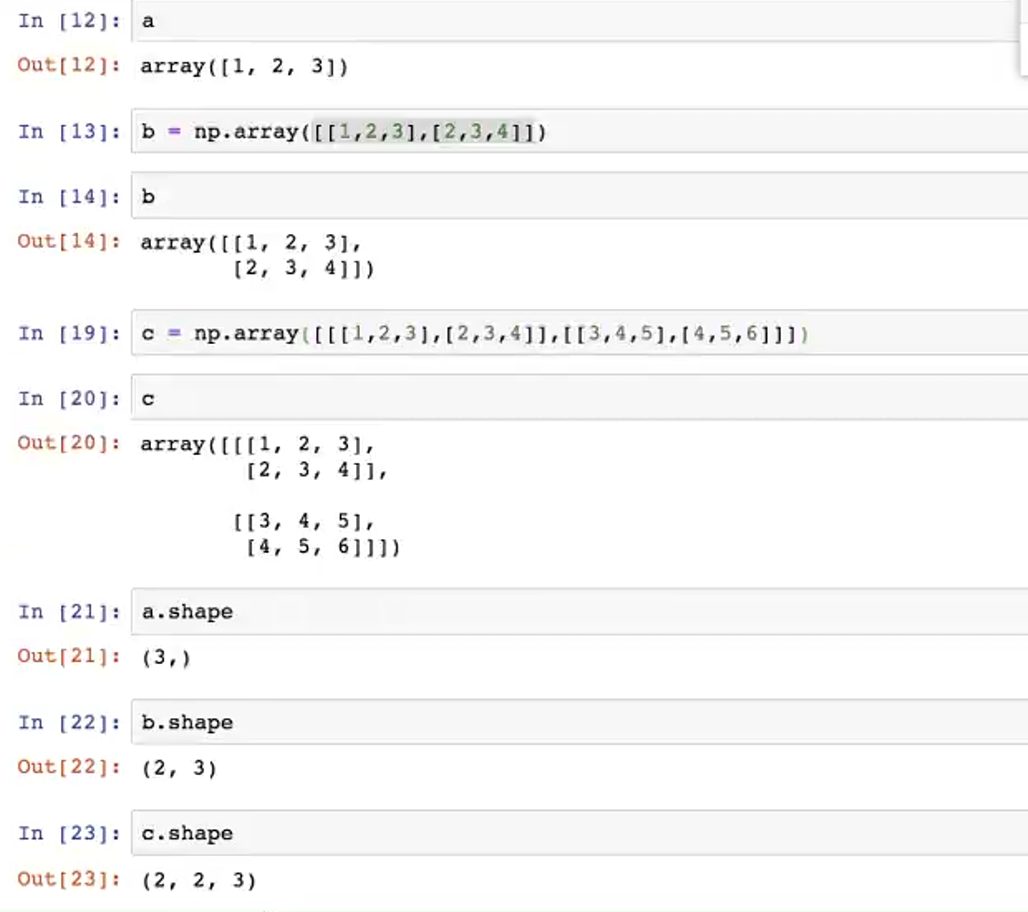 In [12]: a
Out[12]: array([1, 2, 3])
In [13]: b = np.array([[1,2,3],[2,3,4]])
In [14]: b
Out[14]: array([[1, 2, 3],
[2, 3, 4]])
In [19]: c = np.array([[[1,2,3],[2,3,4]],[[3,4,5],[4,5,6]]])
In [20]: c
Out[20]: array([[[1, 2, 3],
[2, 3, 4]],
[[3, 4, 5],
[4, 5, 6]]])
In [21]: a.shape
Out[21]: (3,)
In [22]: b.shape
Out[22]: (2, 3)
In [23]: c.shape
Out[23]: (2, 2, 3)